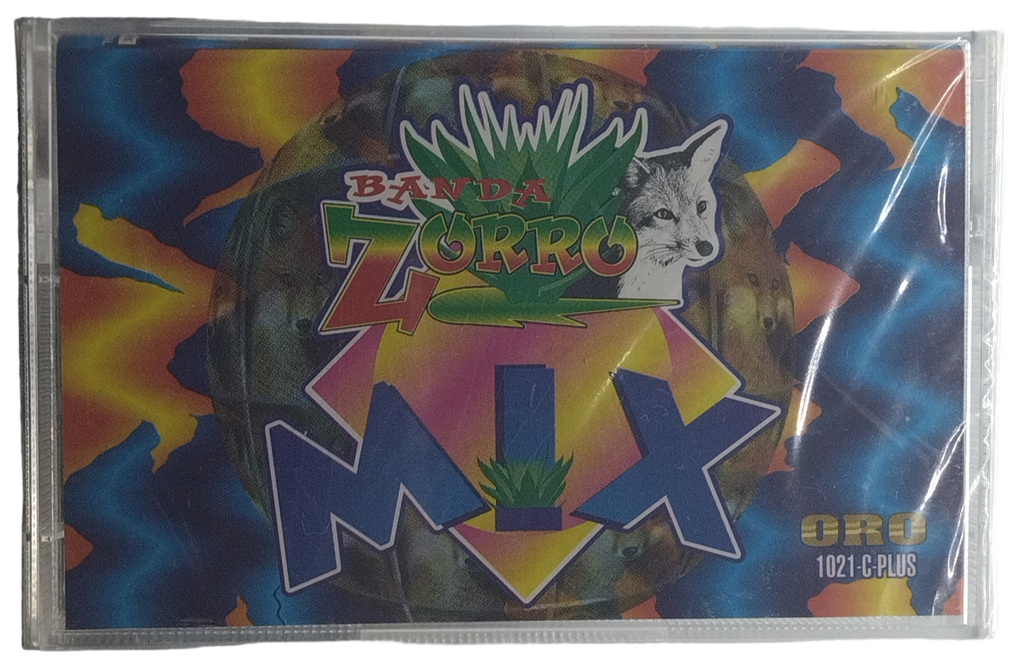 BANDA
ZORRO
MIX
ORO
1021-C-PLUS